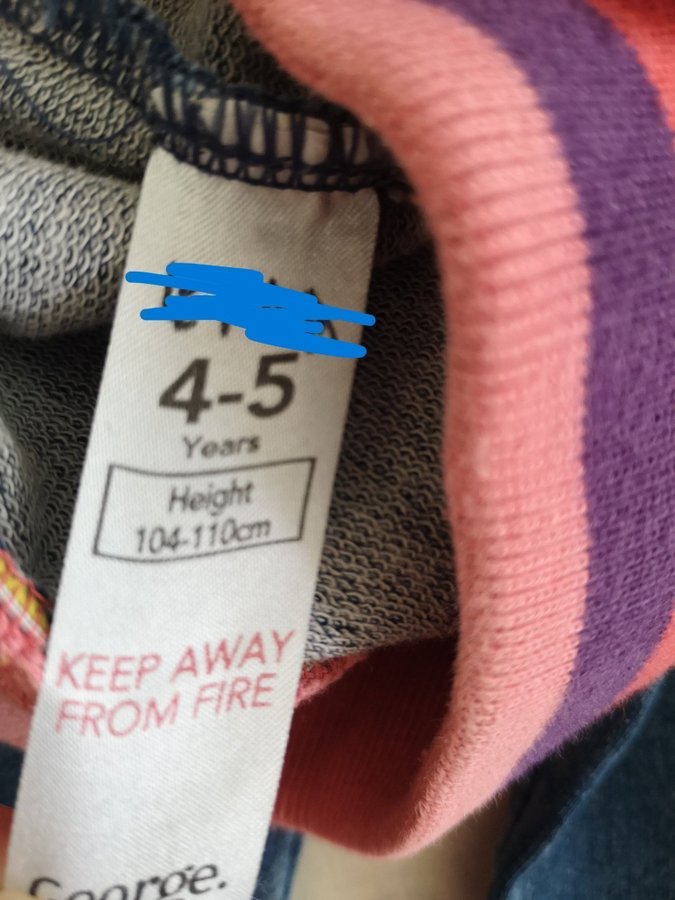 4-5
Years
Height
104-110cm
KEEP AWAY
FROM FIRE
George.